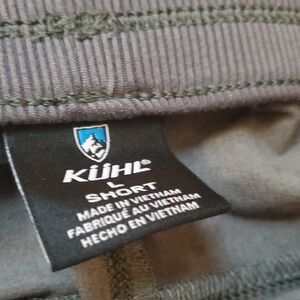 KÜHL®
L
SHORT
MADE IN VIETNAM
FABRIQUÉ AU VIETNAM
HECHO EN VIETNAM